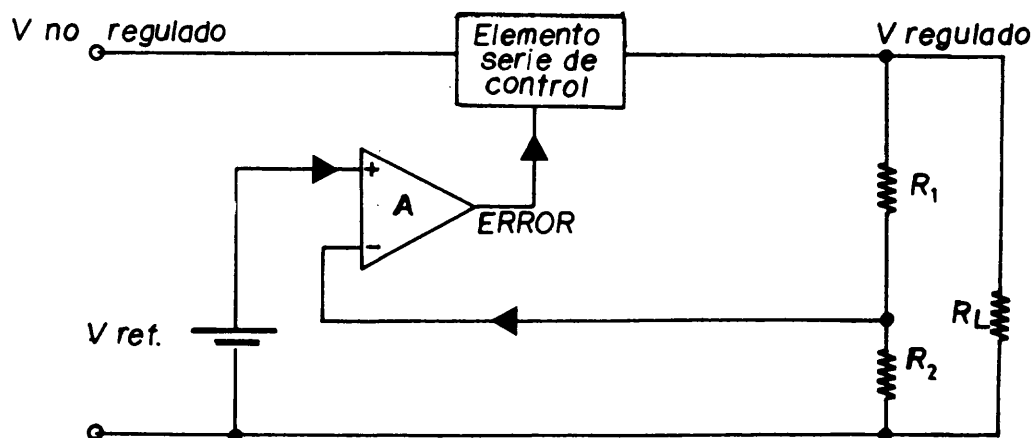 V no regulado
Elemento
serie de
control
V regulado
+
A
-
ERROR
R₁
V ref.
RL
R₂